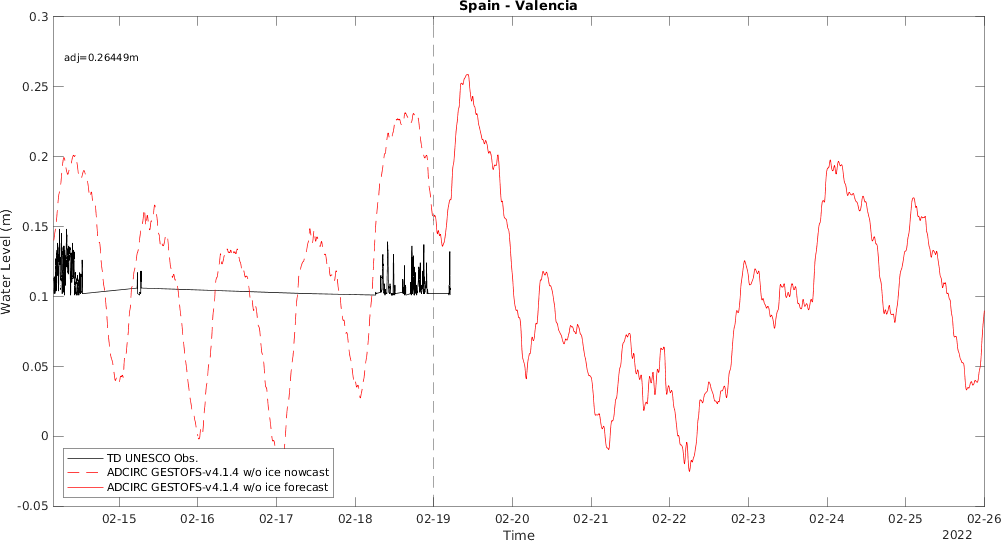 Spain - Valencia
adj=0.26449m
Water Level (m)
0.3
0.25
0.2
0.15
0.1
0.05
0
-0.05
TD UNESCO Obs.
ADCIRC GESTOFS-v4.1.4 w/o ice nowcast
ADCIRC GESTOFS-v4.1.4 w/o ice forecast
02-15 02-16 02-17 02-18 02-19 02-20 02-21 02-22 02-23 02-24 02-25 02-26
Time
2022